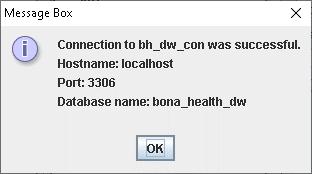 Message Box
Connection to bh_dw_con was successful.
Hostname: localhost
Port: 3306
Database name: bona_health_dw
OK